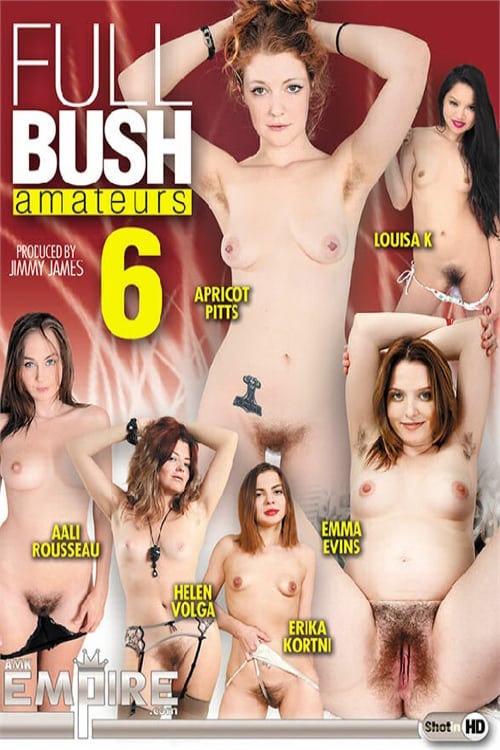 FULL
BUSH
amateurs
6
PRODUCED BY
JIMMY JAMES
LOUISA K
APRICOT
PITTS
AALI
ROUSSEAU
HELEN
VOLGA
ERIKA
KORTNI
EMMA
EVINS
AMK
EMPIRE
.com
Shot in HD